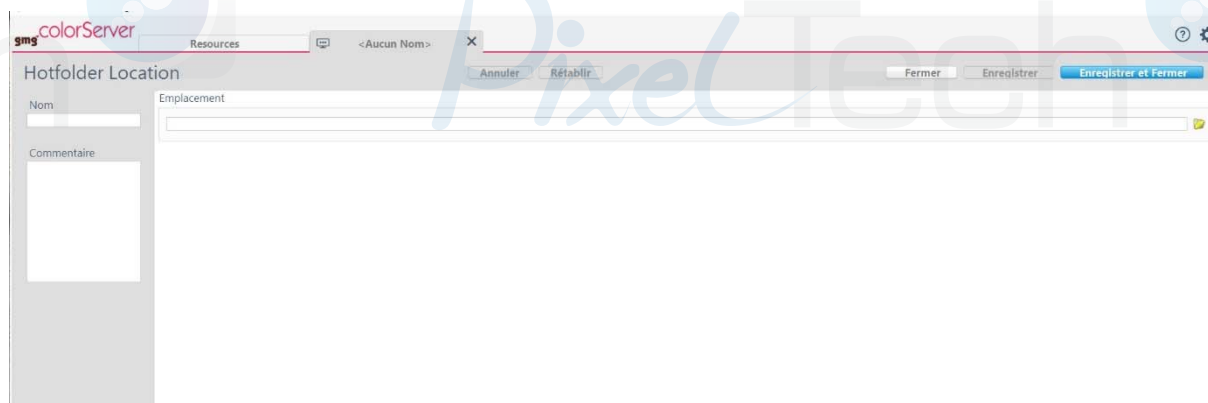 gmg colorServer
Resources
<Aucun Nom>
Hotfolder Location
Annuler
Rétablir
Fermer
Enregistrer
Enregistrer et Fermer
Nom
Emplacement
Commentaire
PixelTech